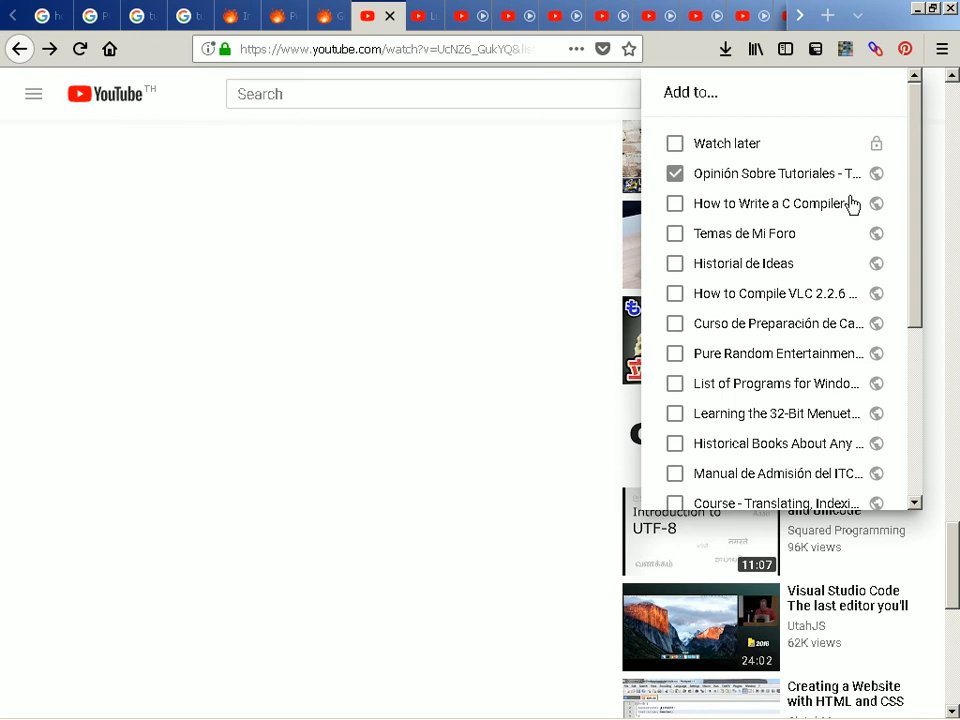 https://www.youtube.com/watch?v=UcNZ6_GukYQ&lis
YouTube TH
Search
Add to...
Watch later
Opinión Sobre Tutoriales - T...
How to Write a C Compiler
Temas de Mi Foro
Historial de Ideas
How to Compile VLC 2.2.6 ...
Curso de Preparación de Ca...
Pure Random Entertainmen...
List of Programs for Windo...
Learning the 32-Bit Menuet...
Historical Books About Any ...
Manual de Admisión del ITC...
Course - Translating, Indexi...
and Unicode
Squared Programming
96K views
Introduction to
UTF-8
11:07
Visual Studio Code
The last editor you'll
UtahJS
62K views
2016
24:02
Creating a Website
with HTML and CSS